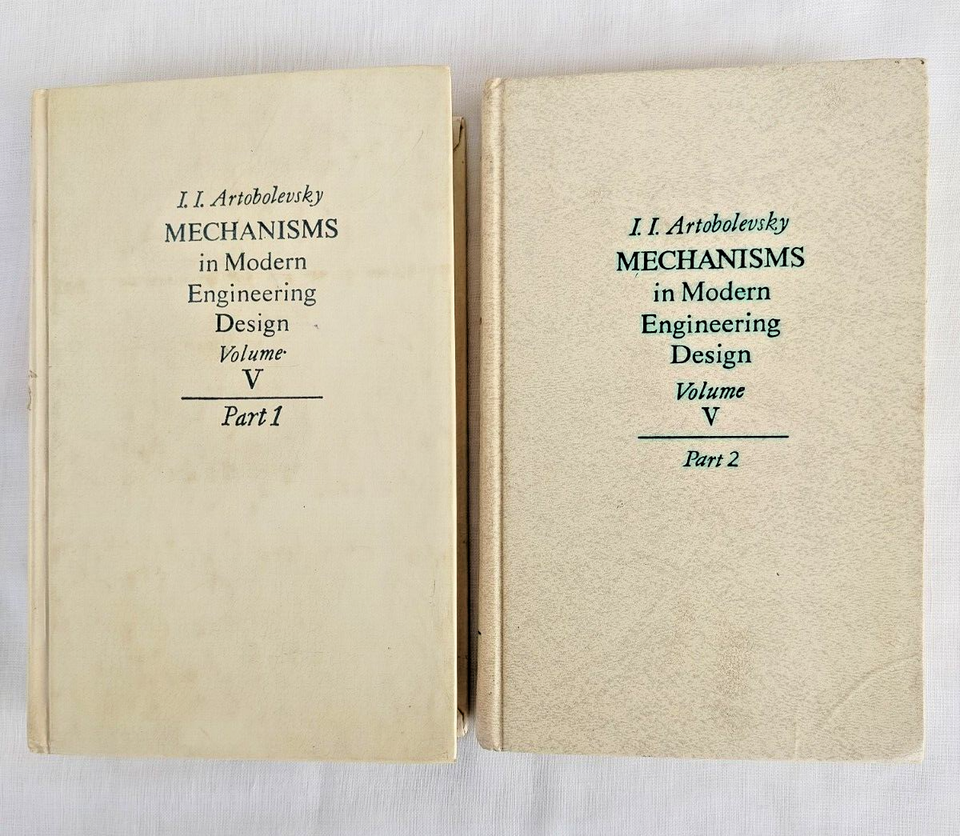 I. I. Artobolevsky
MECHANISMS
in Modern
Engineering
Design
Volume
V
Part 1
I. I. Artobolevsky
MECHANISMS
in Modern
Engineering
Design
Volume
V
Part 2